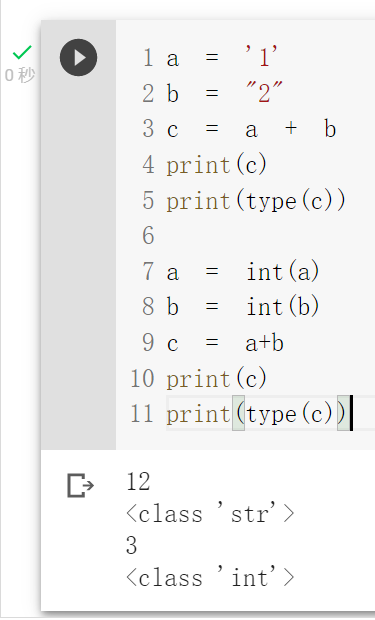 0 秒
1 a = '1'
2 b = "2"
3 c = a + b
4 print(c)
5 print(type(c))
6
7 a = int(a)
8 b = int(b)
9 c = a+b
10 print(c)
11 print(type(c))
12
<class 'str'>
3
<class 'int'>